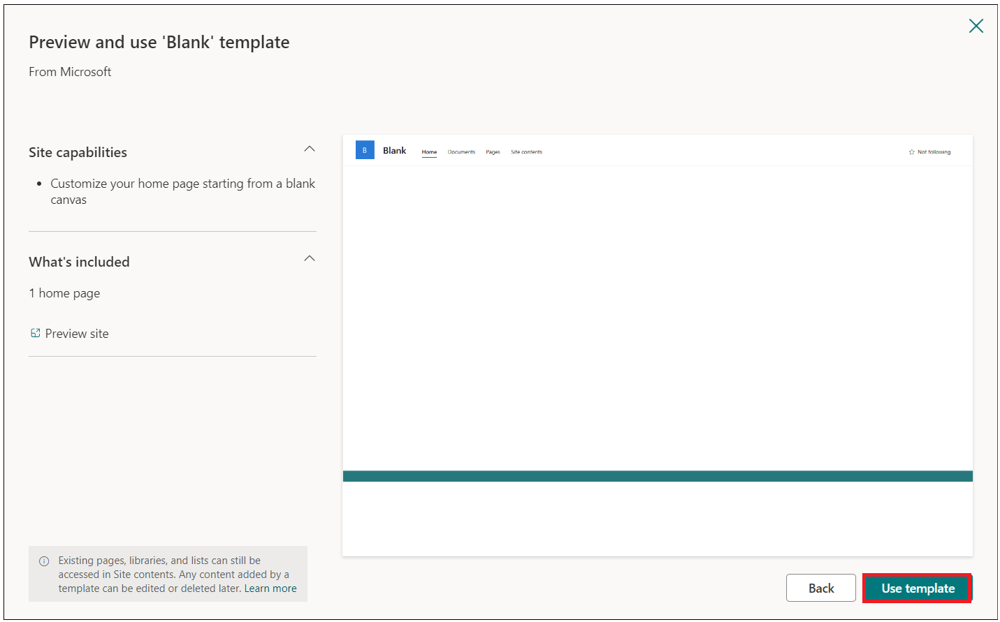 Preview and use 'Blank' template
From Microsoft
Site capabilities
• Customize your home page starting from a blank
canvas
What's included
1 home page
Preview site
Existing pages, libraries, and lists can still be
accessed in Site contents. Any content added by a
template can be edited or deleted later. Learn more
B
Blank
Home
Documents
Pages
Site contents
Not following
Back
Use template